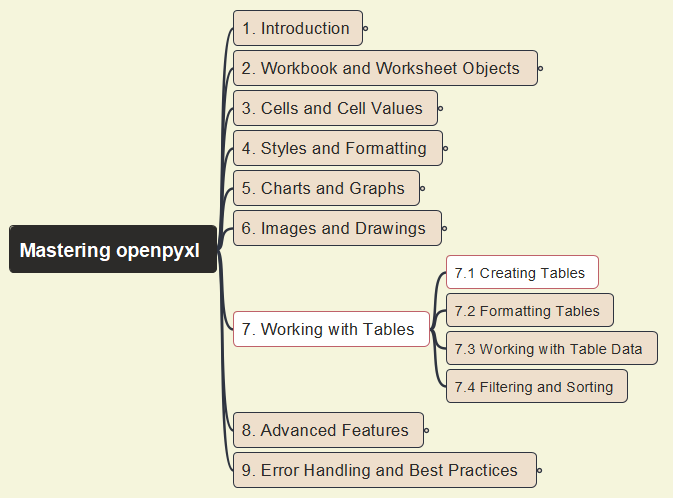 1. Introduction
2. Workbook and Worksheet Objects
3. Cells and Cell Values
4. Styles and Formatting
5. Charts and Graphs
6. Images and Drawings
Mastering openpyxl
7. Working with Tables
7.1 Creating Tables
7.2 Formatting Tables
7.3 Working with Table Data
7.4 Filtering and Sorting
8. Advanced Features
9. Error Handling and Best Practices